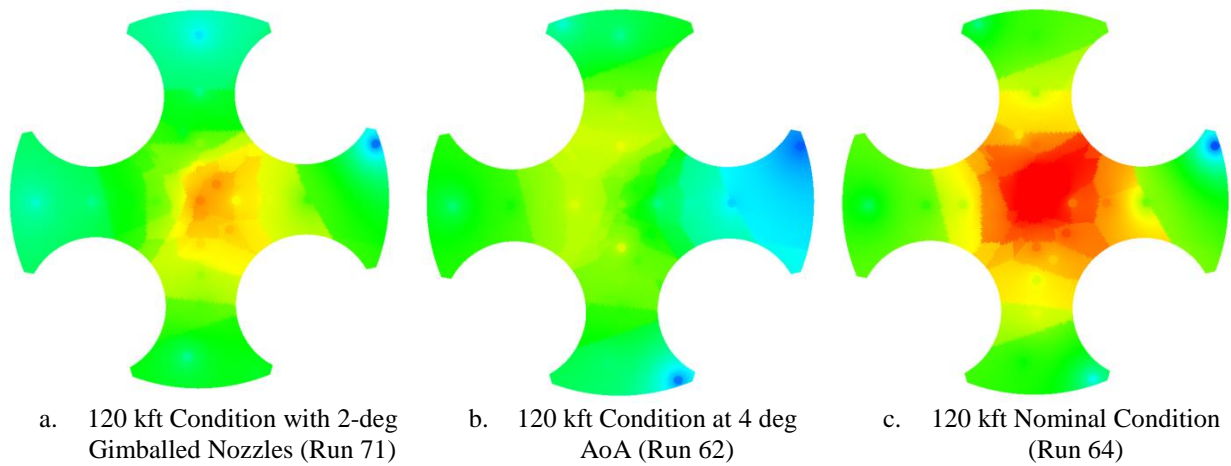 a. 120 kft Condition with 2-deg
Gimballed Nozzles (Run 71)
b. 120 kft Condition at 4 deg
AoA (Run 62)
c. 120 kft Nominal Condition
(Run 64)